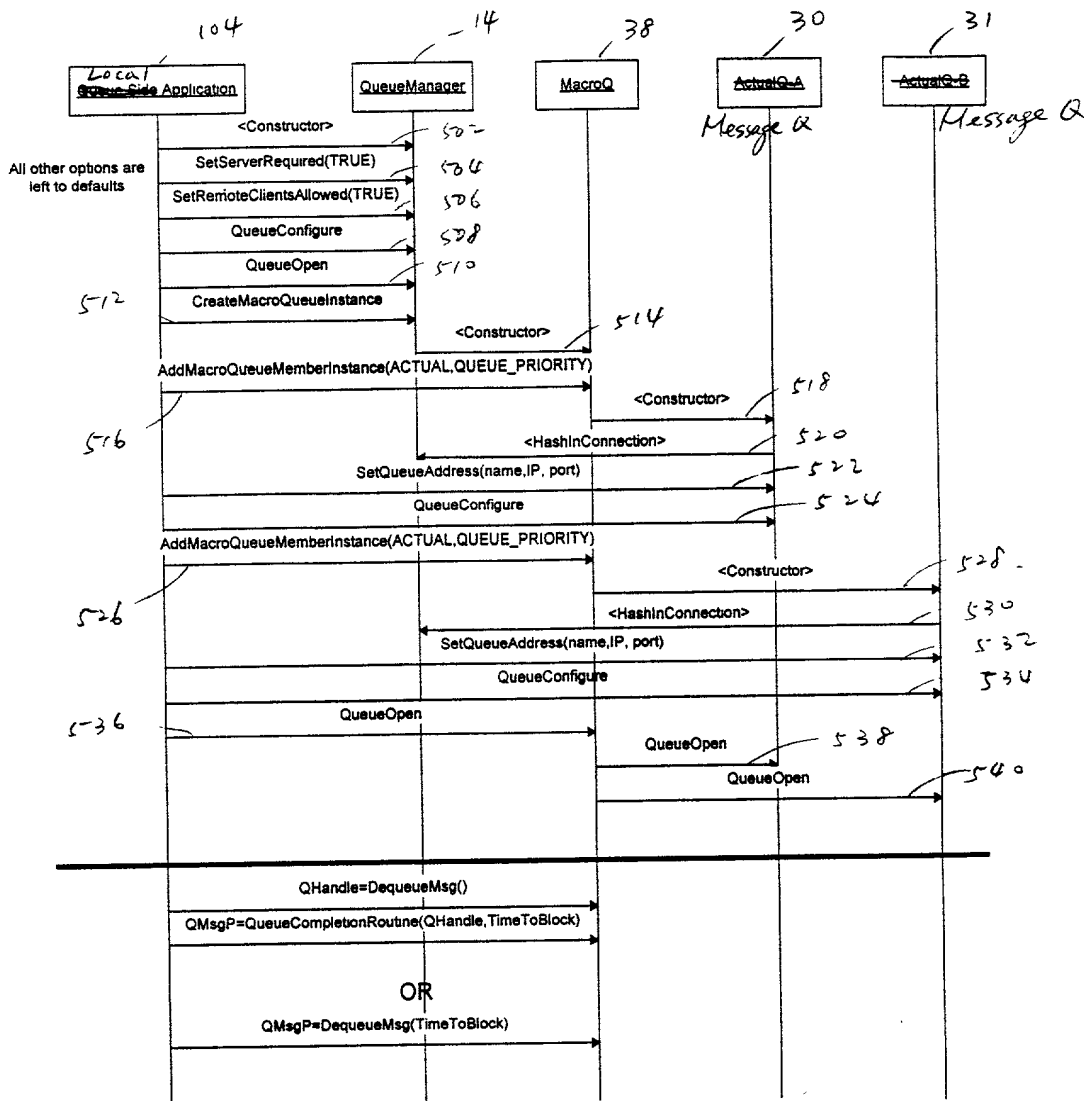 104
14
38
30
31
Local
Queue Side Application
QueueManager
MacroQ
ActualQ-A
ActualQ-B
Message Q
Message Q
<Constructor>
502
All other options are
left to defaults
SetServerRequired(TRUE)
504
SetRemoteClientsAllowed(TRUE)
506
QueueConfigure
508
QueueOpen
510
512
CreateMacroQueueInstance
<Constructor>
514
AddMacroQueueMemberInstance(ACTUAL,QUEUE_PRIORITY)
516
<Constructor>
518
<HashInConnection>
520
SetQueueAddress(name,IP, port)
522
QueueConfigure
524
AddMacroQueueMemberInstance(ACTUAL,QUEUE_PRIORITY)
526
<Constructor>
528
<HashInConnection>
530
SetQueueAddress(name,IP, port)
532
QueueConfigure
534
536
QueueOpen
QueueOpen
538
QueueOpen
540
QHandle=DequeueMsg()
QMsgP=QueueCompletionRoutine(QHandle,TimeToBlock)
OR
QMsgP=DequeueMsg(TimeToBlock)